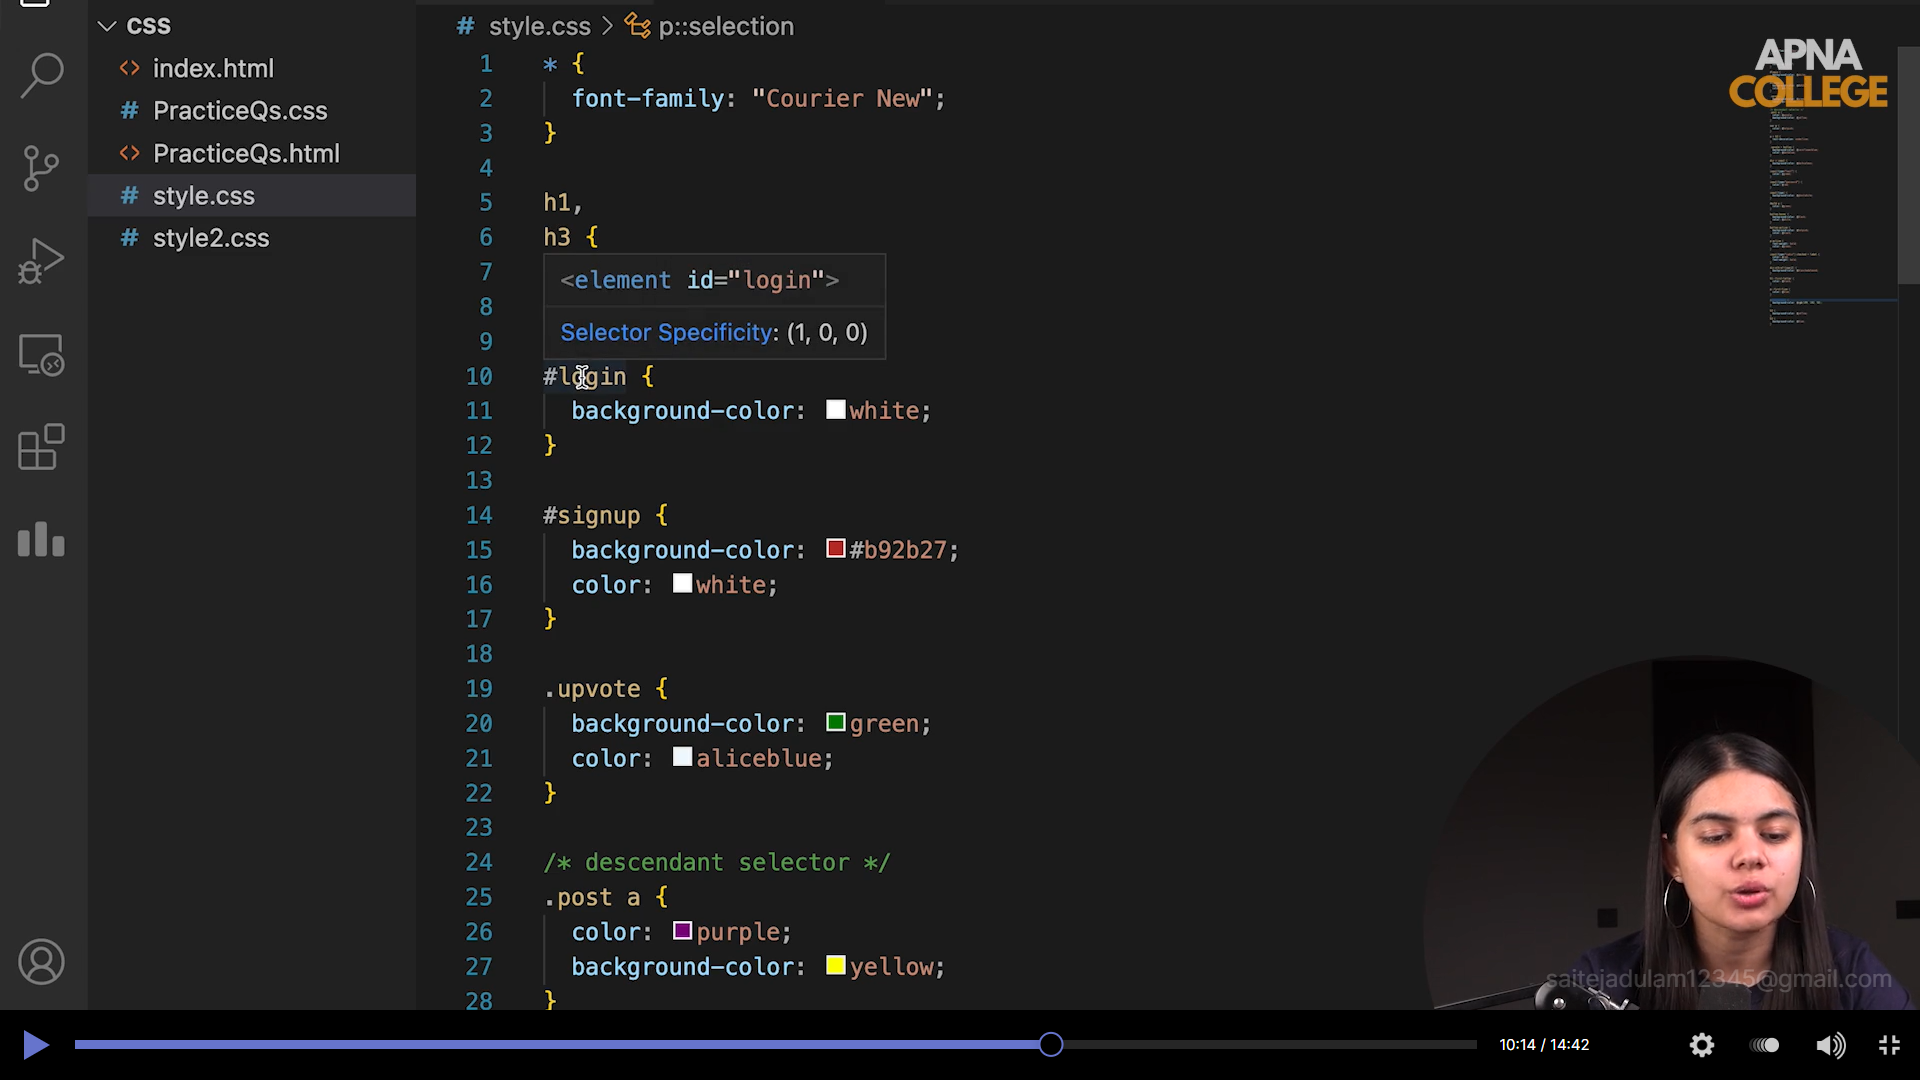 CSS
index.html
# PracticeQs.css
PracticeQs.html
# style.css
# style2.css
# style.css > p::selection
1 * {
2 font-family: "Courier New";
3 }
4
5 h1,
6 h3 {
7
8
9
<element id="login">
Selector Specificity: (1, 0, 0)
10 #login {
11 background-color: white;
12 }
13
14 #signup {
15 background-color: #b92b27;
16 color: white;
17 }
18
19 .upvote {
20 background-color: green;
21 color: aliceblue;
22 }
23
24 /* descendant selector */
25 .post a {
26 color: purple;
27 background-color: yellow;
28 }
APNA
COLLEGE
saitejadulam12345@gmail.com
10:14 / 14:42